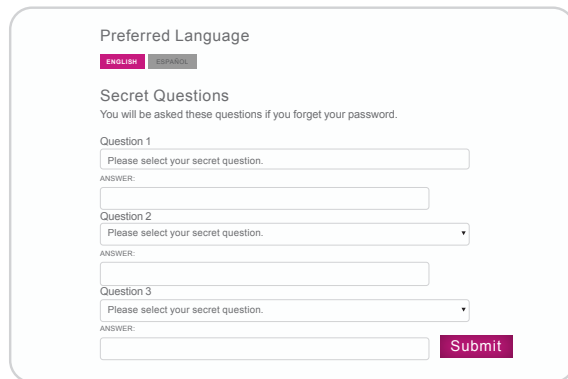 Preferred Language
ENGLISH ESPAÑOL
Secret Questions
You will be asked these questions if you forget your password.
Question 1
Please select your secret question.
ANSWER:
Question 2
Please select your secret question.
ANSWER:
Question 3
Please select your secret question.
ANSWER:
Submit